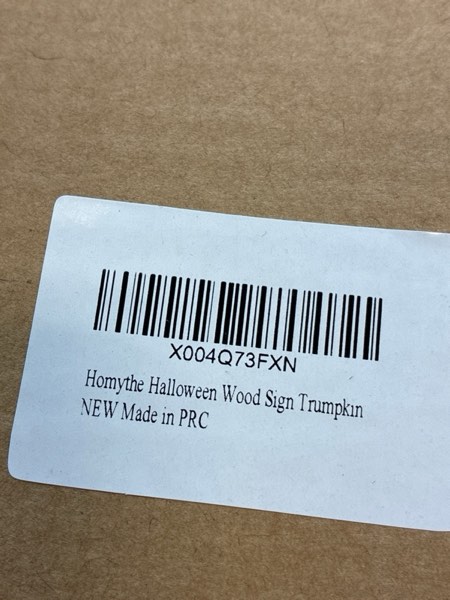 X004Q73FXN
Homythe Halloween Wood Sign Trumpkin
NEW Made in PRC